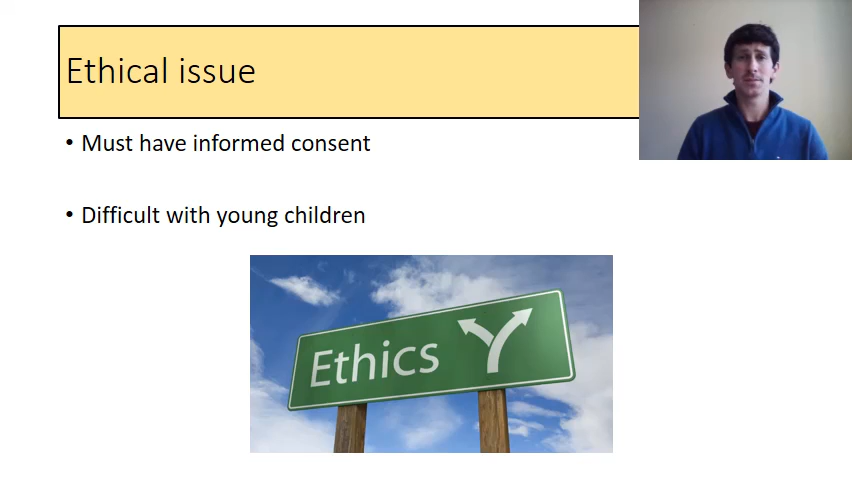 Ethical issue
• Must have informed consent
• Difficult with young children
Ethics